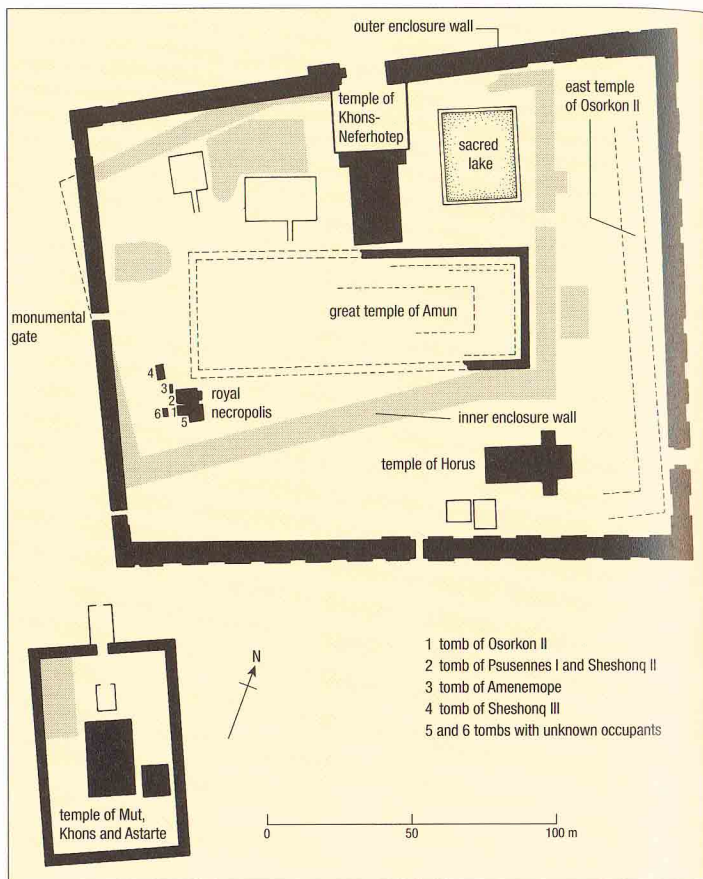 outer enclosure wall
temple of
Khons-
Neferhotep
sacred
lake
east temple
of Osorkon II
great temple of Amun
monumental
gate
4
3
2
6 1
5
royal
necropolis
inner enclosure wall
temple of Horus
N
temple of Mut,
Khons and Astarte
1 tomb of Osorkon II
2 tomb of Psusennes I and Sheshonq II
3 tomb of Amenemope
4 tomb of Sheshonq III
5 and 6 tombs with unknown occupants
0 50 100 m